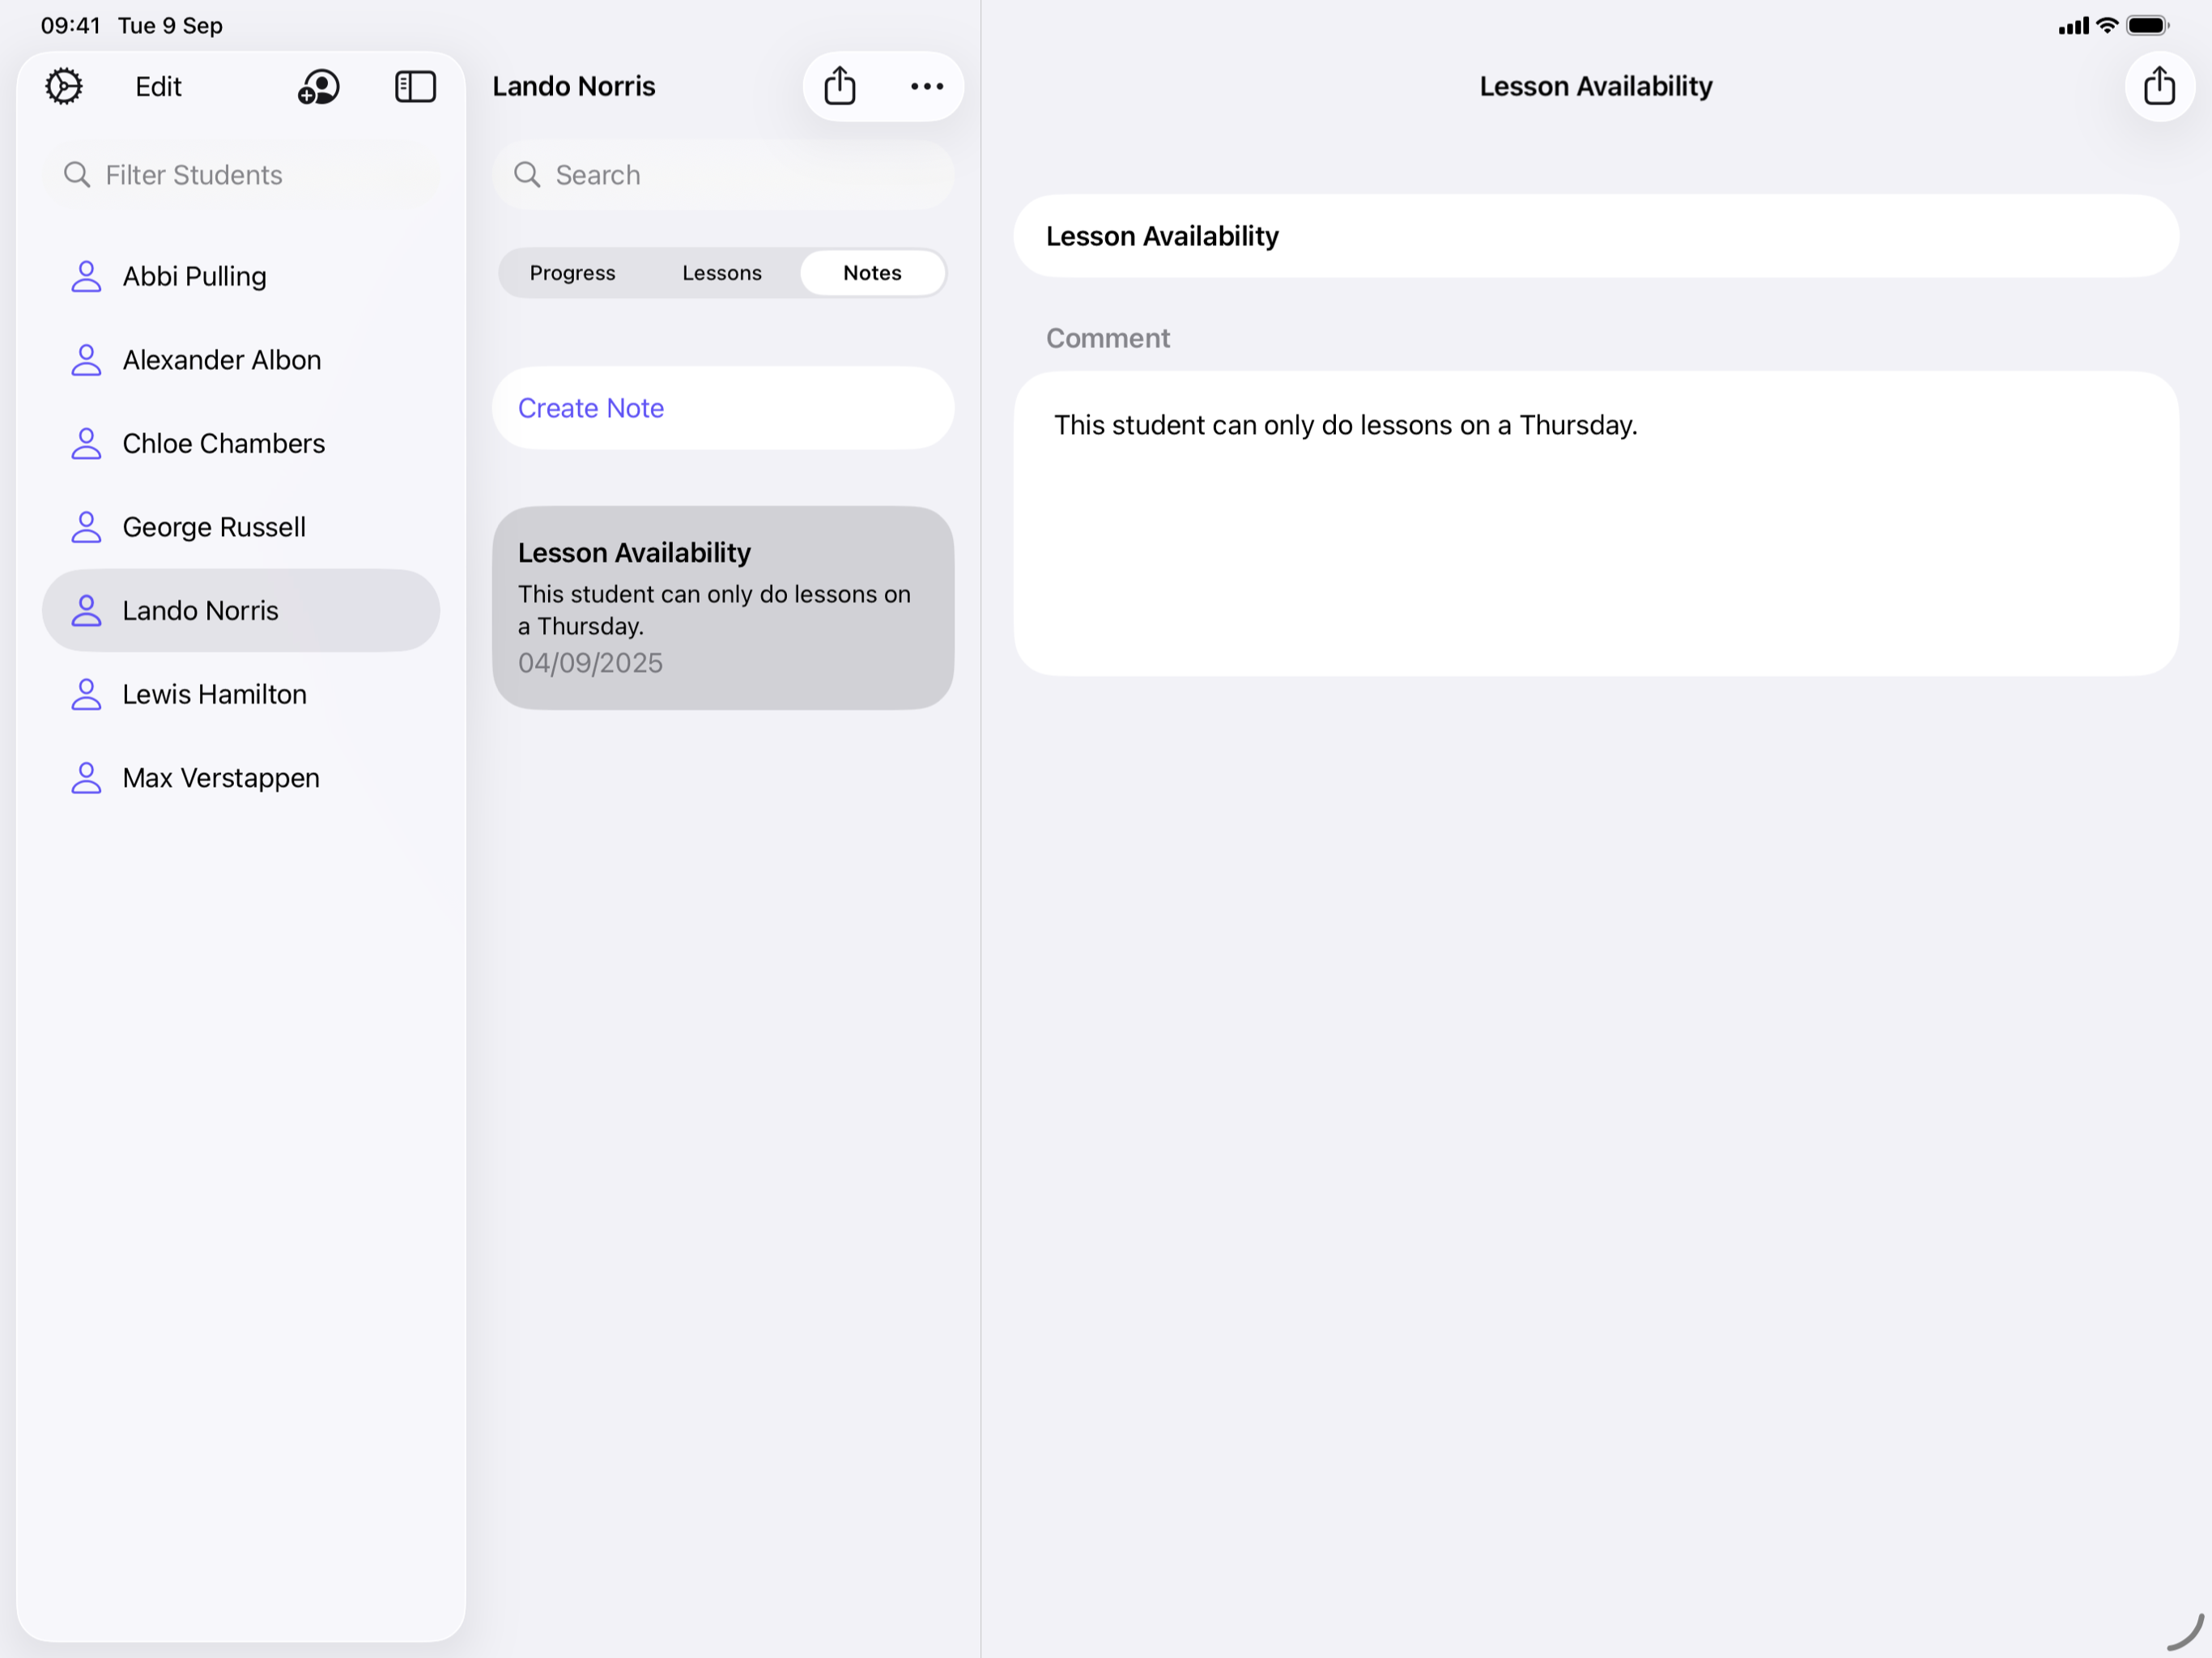 09:41 Tue 9 Sep
Edit
Filter Students
Abbi Pulling
Alexander Albon
Chloe Chambers
George Russell
Lando Norris
Lewis Hamilton
Max Verstappen
Lando Norris
Search
Progress Lessons Notes
Create Note
Lesson Availability
This student can only do lessons on
a Thursday.
04/09/2025
Lesson Availability
Lesson Availability
Comment
This student can only do lessons on a Thursday.